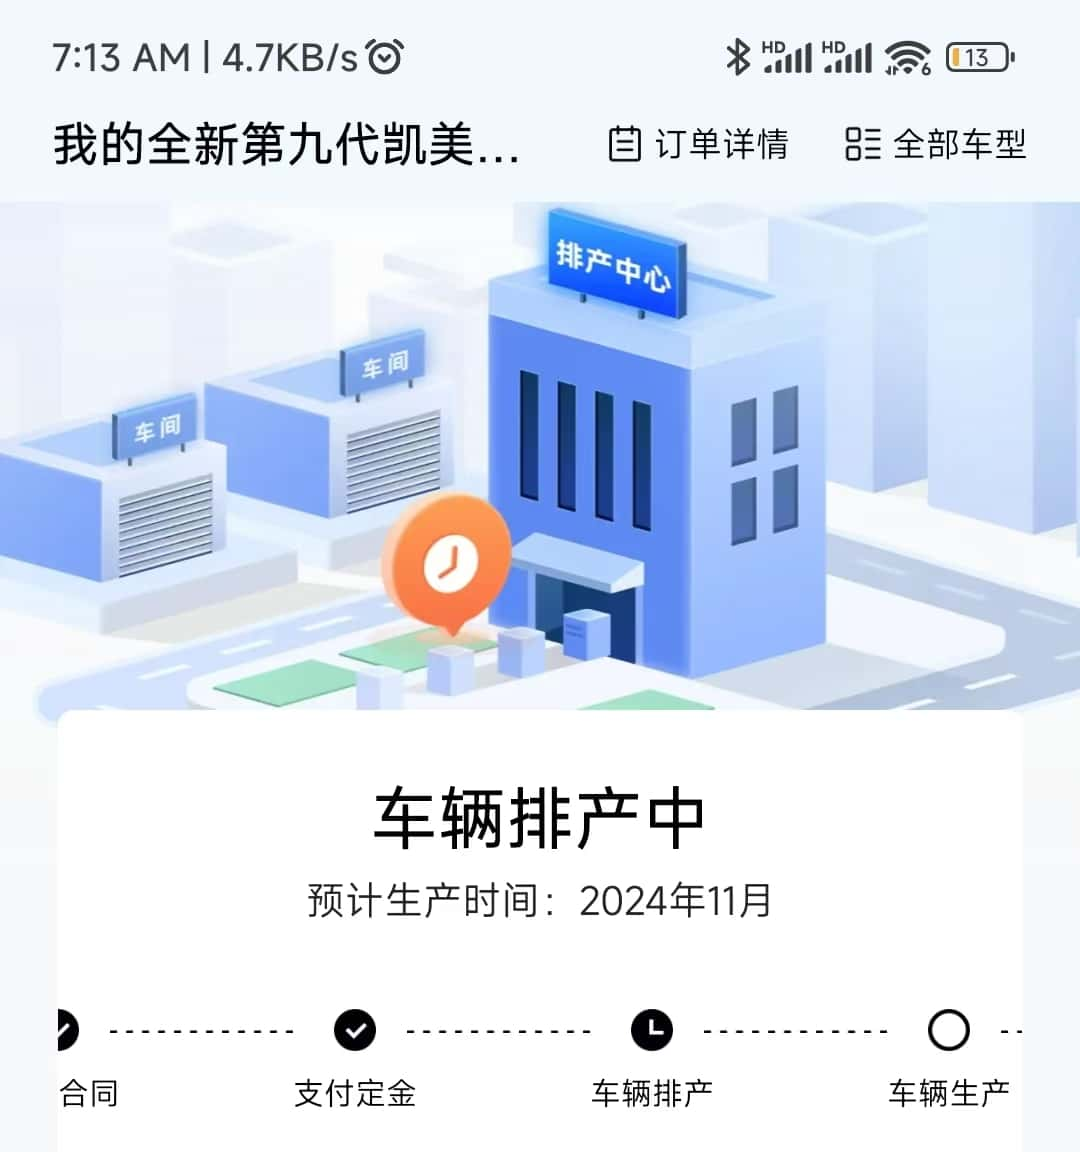 7:13 AM | 4.7KB/s HD HD 6 13
我的全新第九代凯美... 订单详情 全部车型
排产中心
车间
车间
车辆排产中
预计生产时间：2024年11月
合同 支付定金 车辆排产 车辆生产